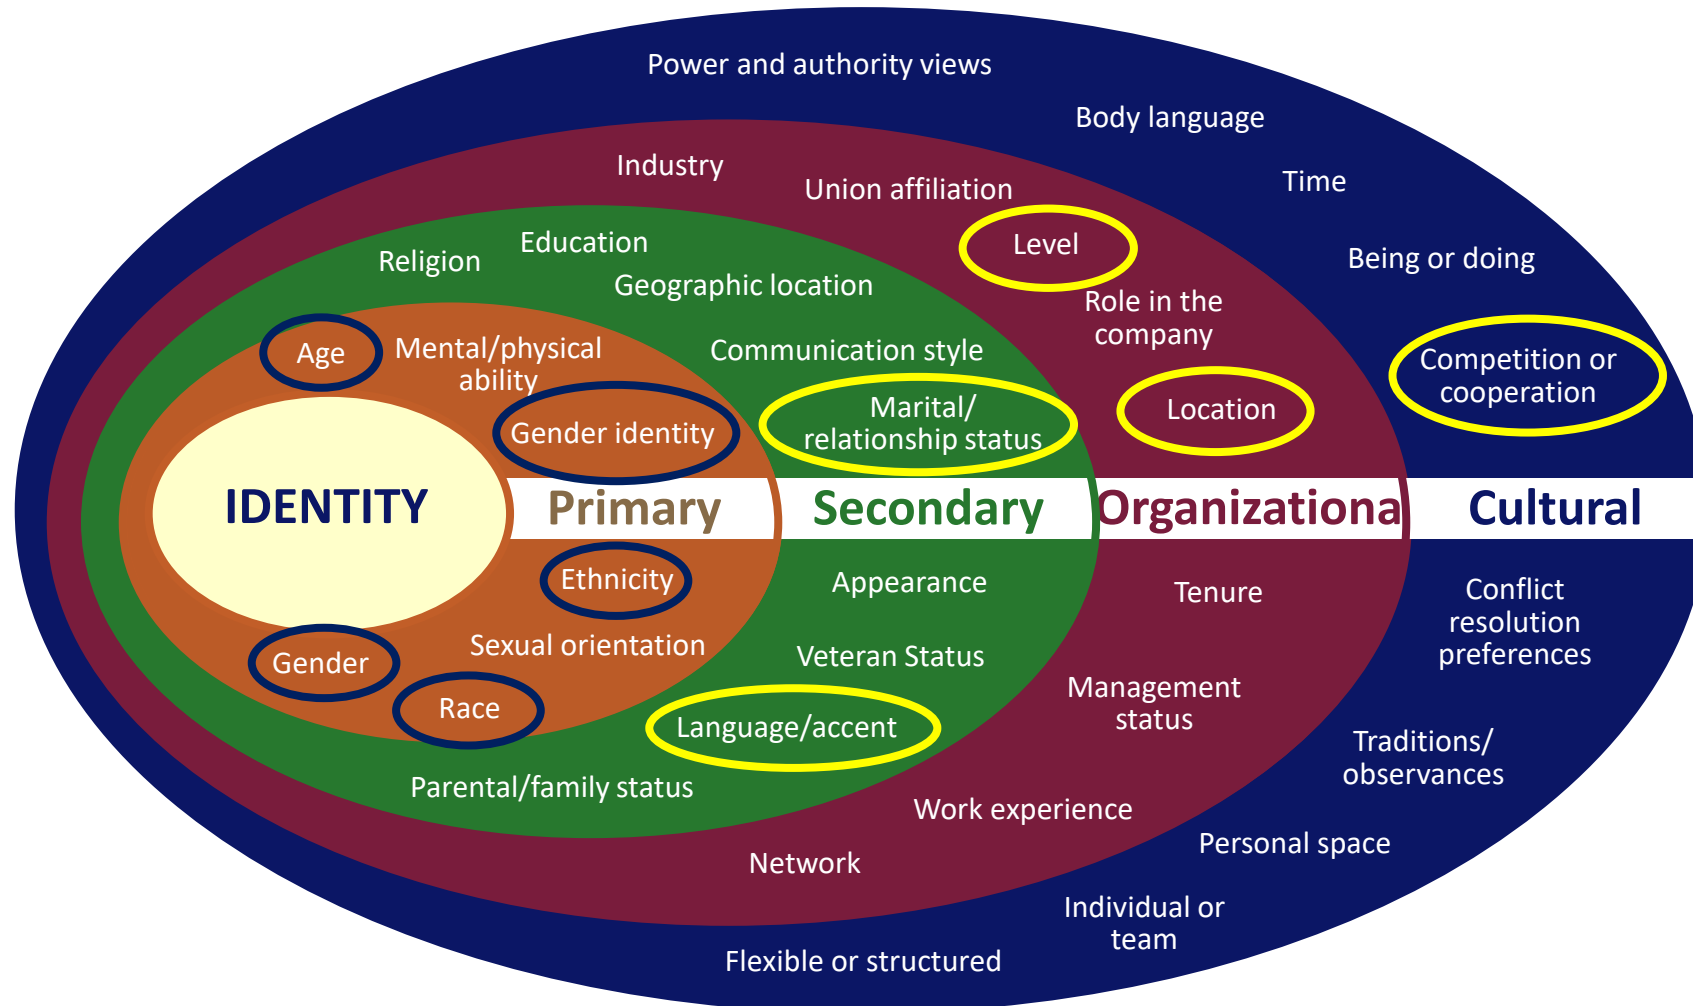 Power and authority views
Body language
Time
Being or doing
Competition or
cooperation
Industry
Union affiliation
Level
Role in the
company
Location
Religion
Education
Geographic location
Communication style
Marital/
relationship status
Age
Mental/physical
ability
Gender identity
IDENTITY
Primary
Secondary
Organizationa
Cultural
Ethnicity
Sexual orientation
Gender
Race
Appearance
Veteran Status
Language/accent
Parental/family status
Tenure
Management
status
Work experience
Network
Conflict
resolution
preferences
Traditions/
observances
Personal space
Individual or
team
Flexible or structured